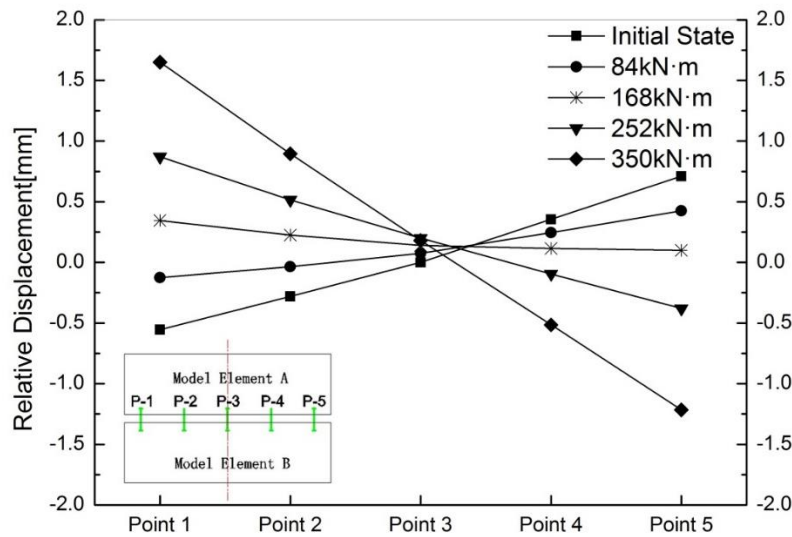 2.0
1.5
1.0
0.5
0.0
-0.5
-1.0
-1.5
-2.0
Relative Displacement[mm]
Initial State
84kN·m
168kN·m
252kN·m
350kN·m
2.0
1.5
1.0
0.5
0.0
-0.5
-1.0
-1.5
-2.0
Model Element A
P-1 P-2 P-3 P-4 P-5
Model Element B
Point 1 Point 2 Point 3 Point 4 Point 5